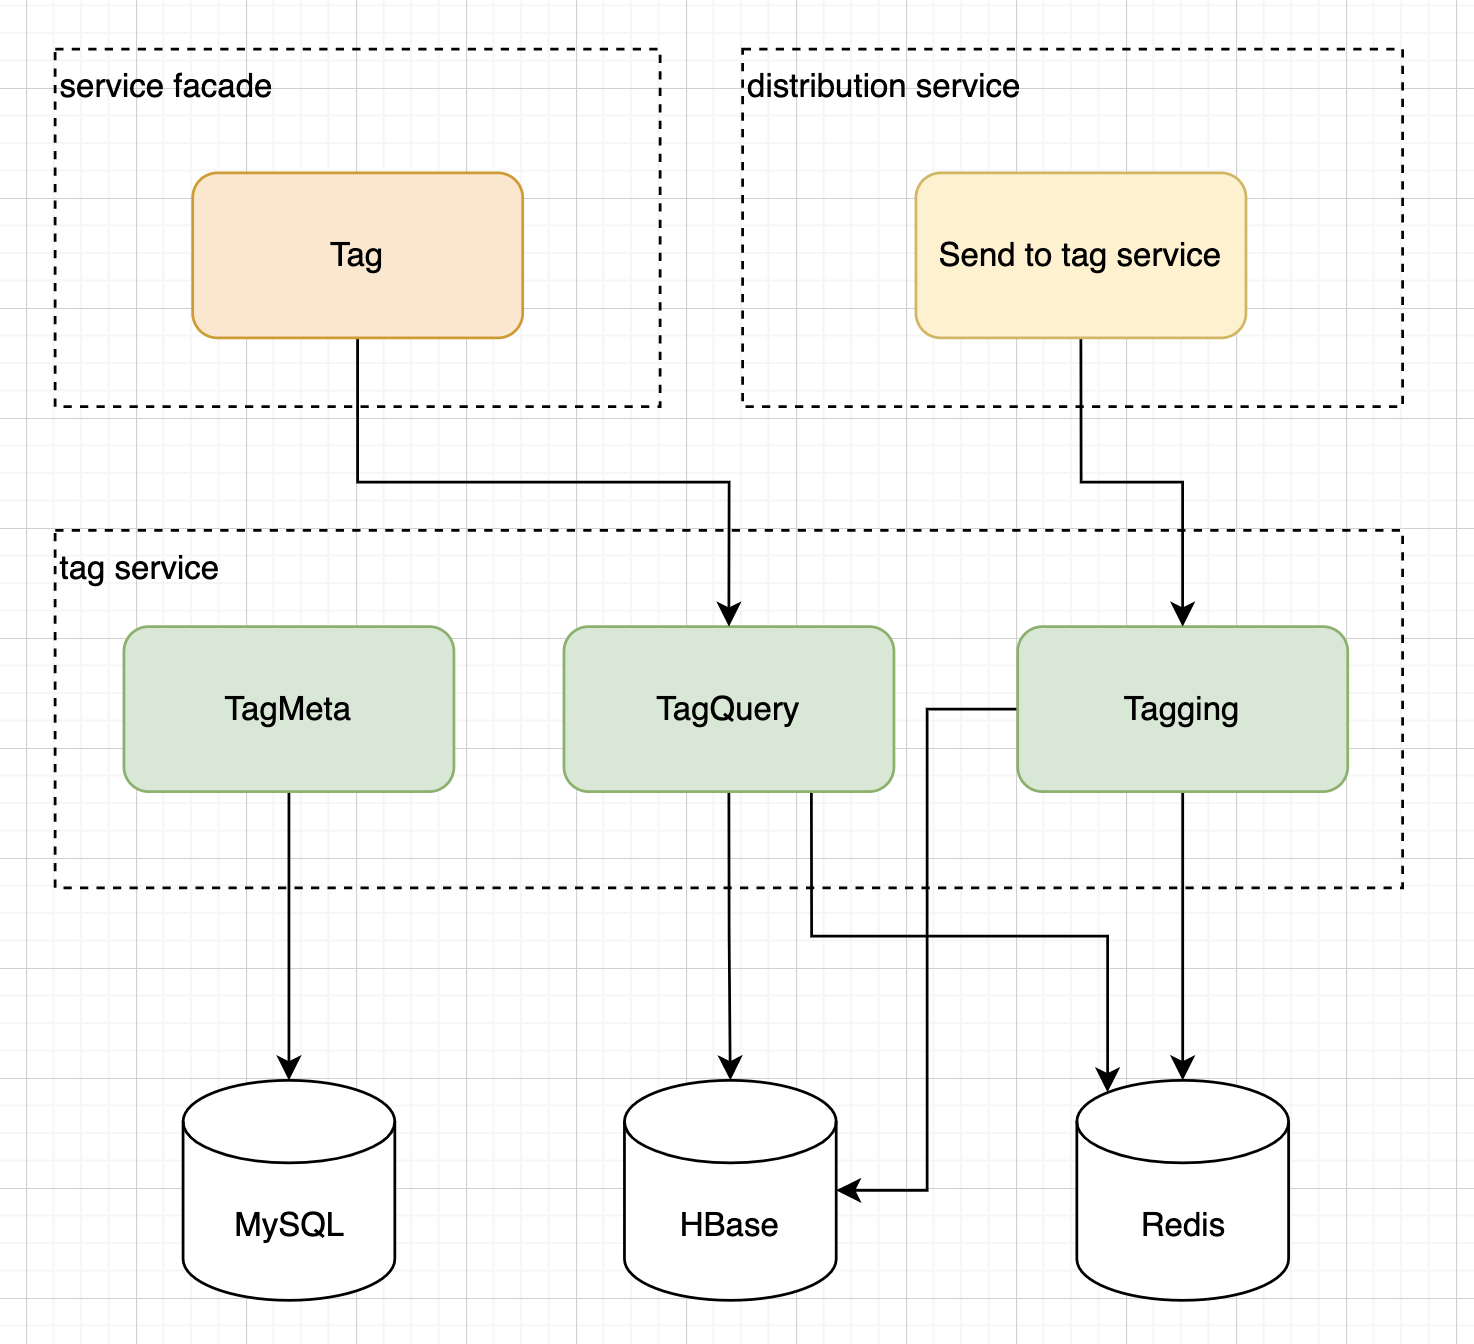 service facade
distribution service
Tag
Send to tag service
tag service
TagMeta
TagQuery
Tagging
MySQL
HBase
Redis